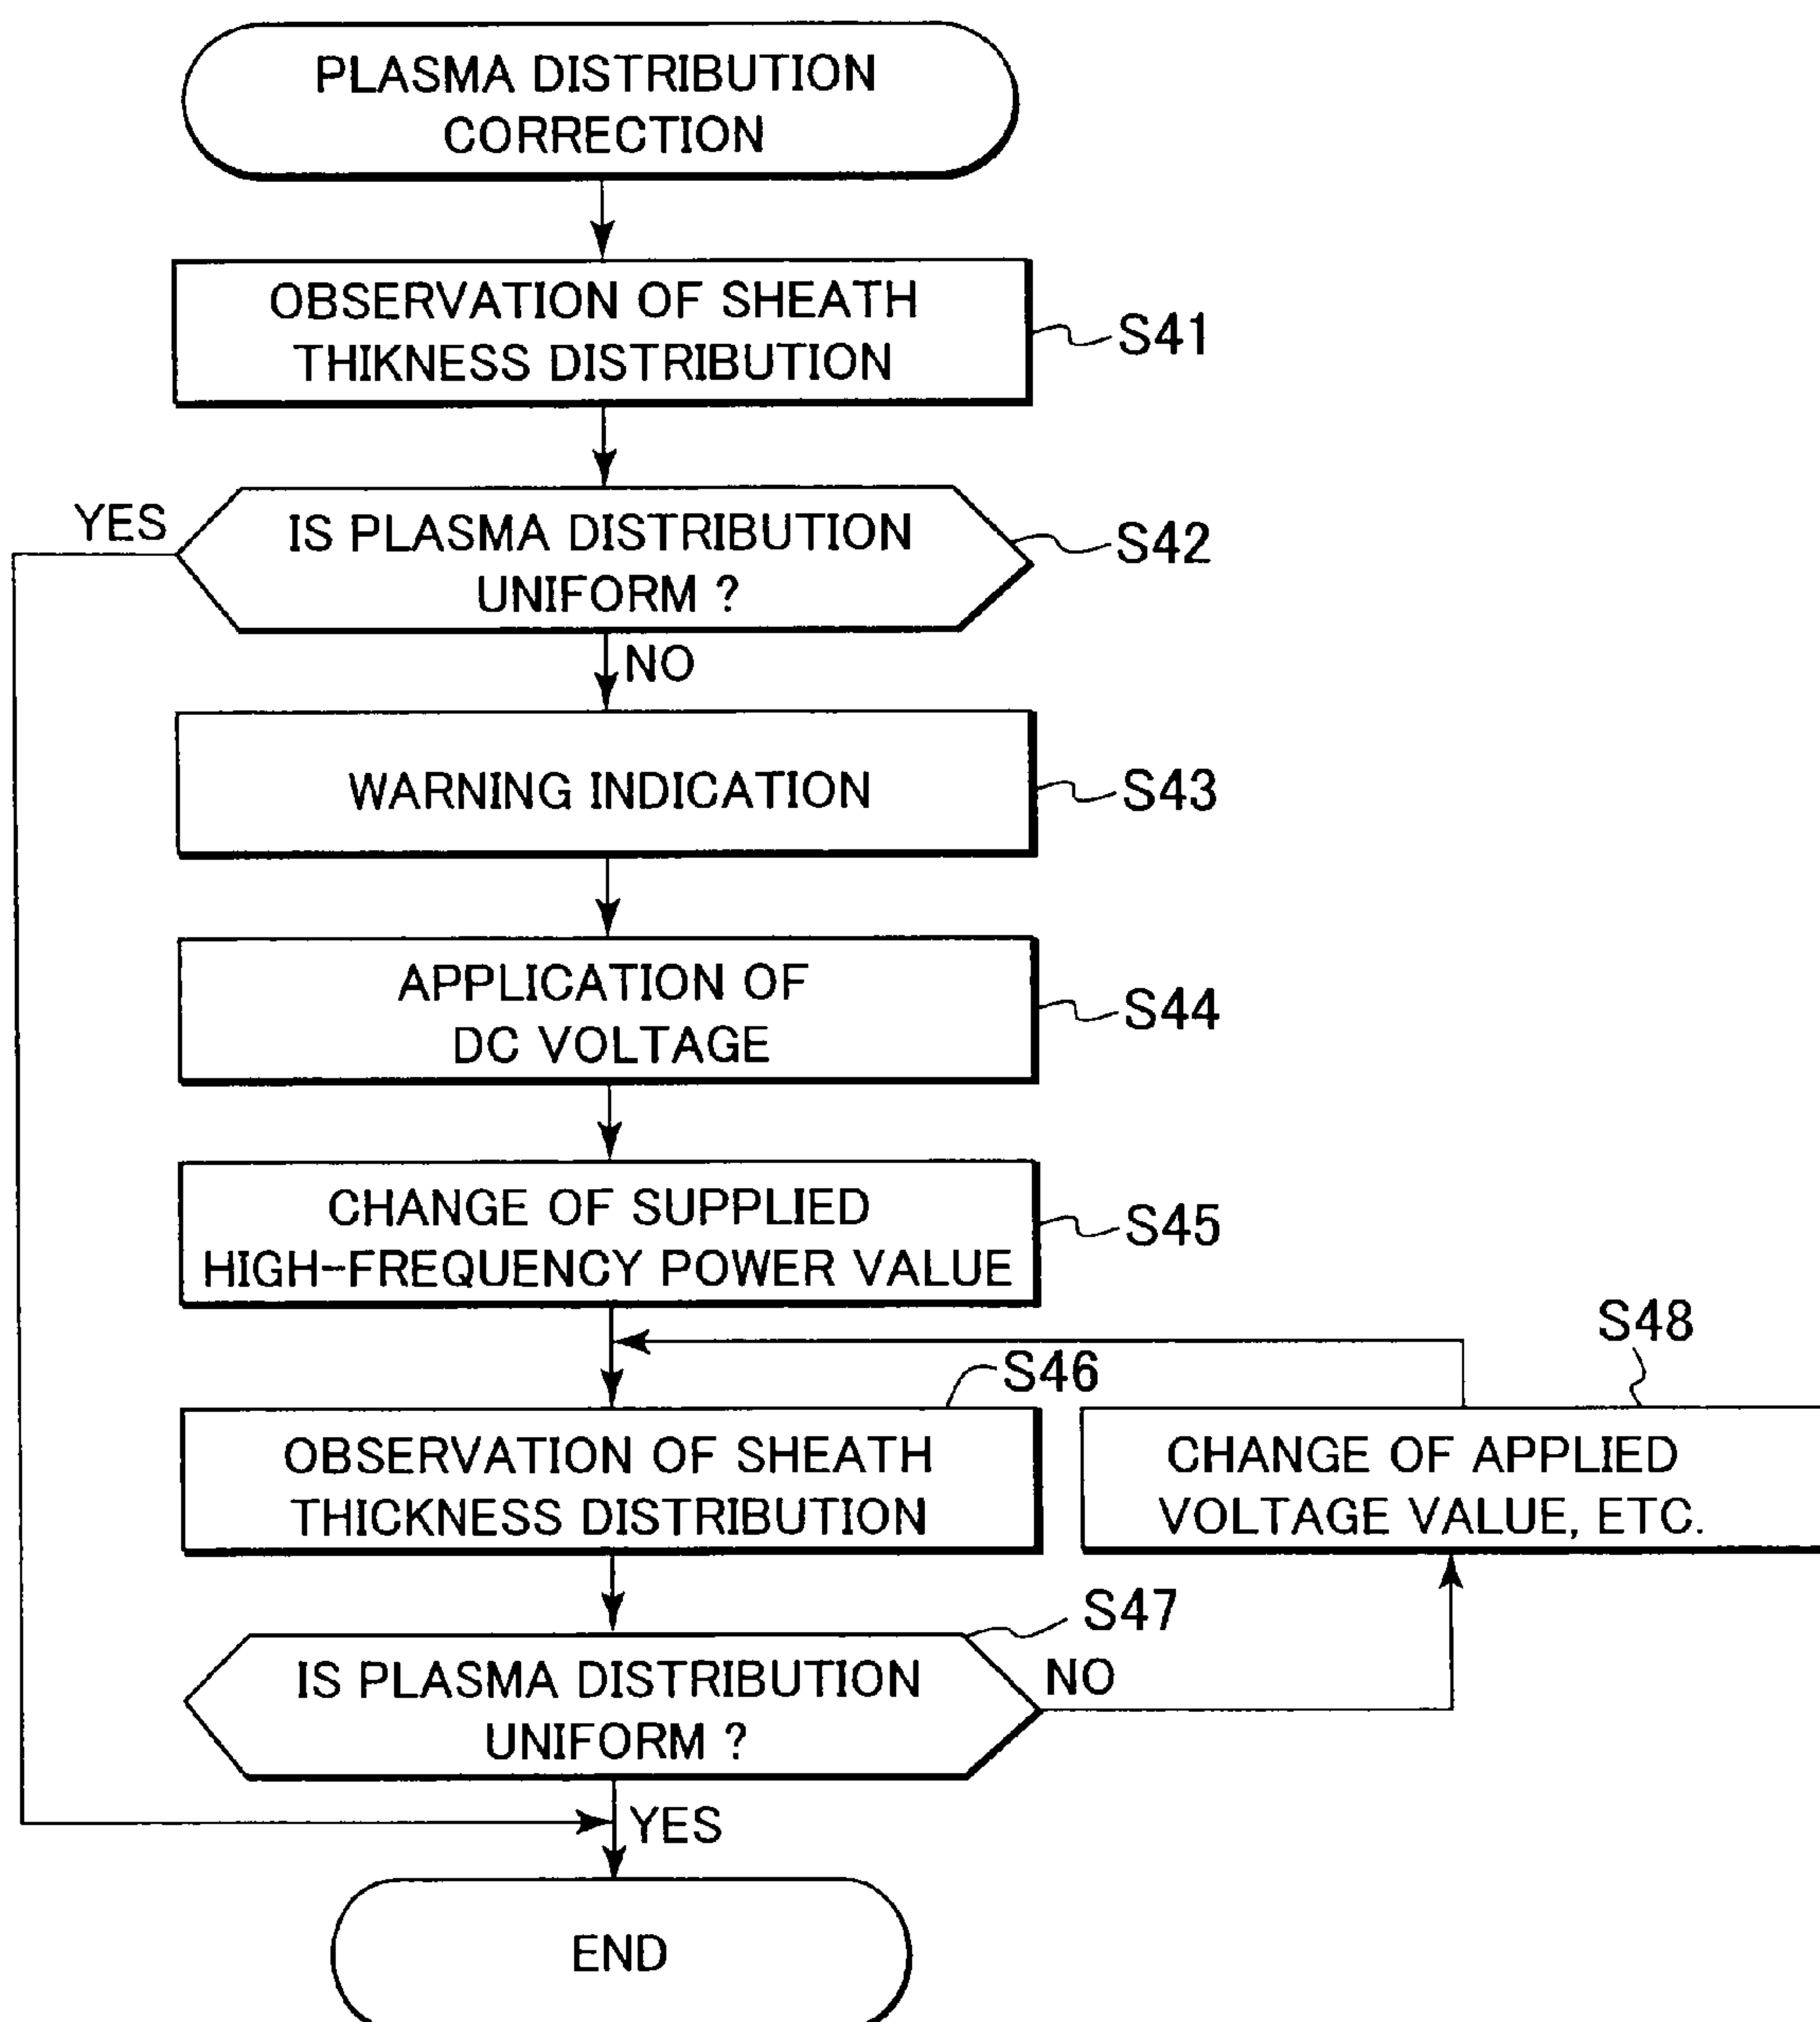 PLASMA DISTRIBUTION
CORRECTION
OBSERVATION OF SHEATH
THIKNESS DISTRIBUTION
S41
YES
IS PLASMA DISTRIBUTION
UNIFORM ?
S42
NO
WARNING INDICATION
S43
APPLICATION OF
DC VOLTAGE
S44
CHANGE OF SUPPLIED
HIGH-FREQUENCY POWER VALUE
S45
S46
OBSERVATION OF SHEATH
THICKNESS DISTRIBUTION
S48
CHANGE OF APPLIED
VOLTAGE VALUE, ETC.
S47
IS PLASMA DISTRIBUTION
UNIFORM ?
NO
YES
END